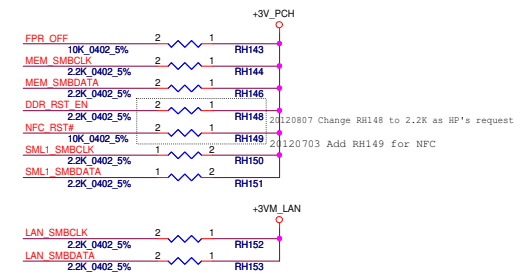 +3V_PCH
FPR_OFF 2 1
10K_0402_5% RH143
MEM_SMBCLK 2 1
2.2K_0402_5% RH144
MEM_SMBDATA 2 1
2.2K_0402_5% RH146
DDR_RST_EN 2 1
2.2K_0402_5% RH148 20120807 Change RH148 to 2.2K as HP's request
NFC_RST# 2 1
10K_0402_5% RH149 20120703 Add RH149 for NFC
SML1_SMBCLK 1 2
2.2K_0402_5% RH150
SML1_SMBDATA 1 2
2.2K_0402_5% RH151
+3VM_LAN
LAN_SMBCLK 2 1
2.2K_0402_5% RH152
LAN_SMBDATA 2 1
2.2K_0402_5% RH153